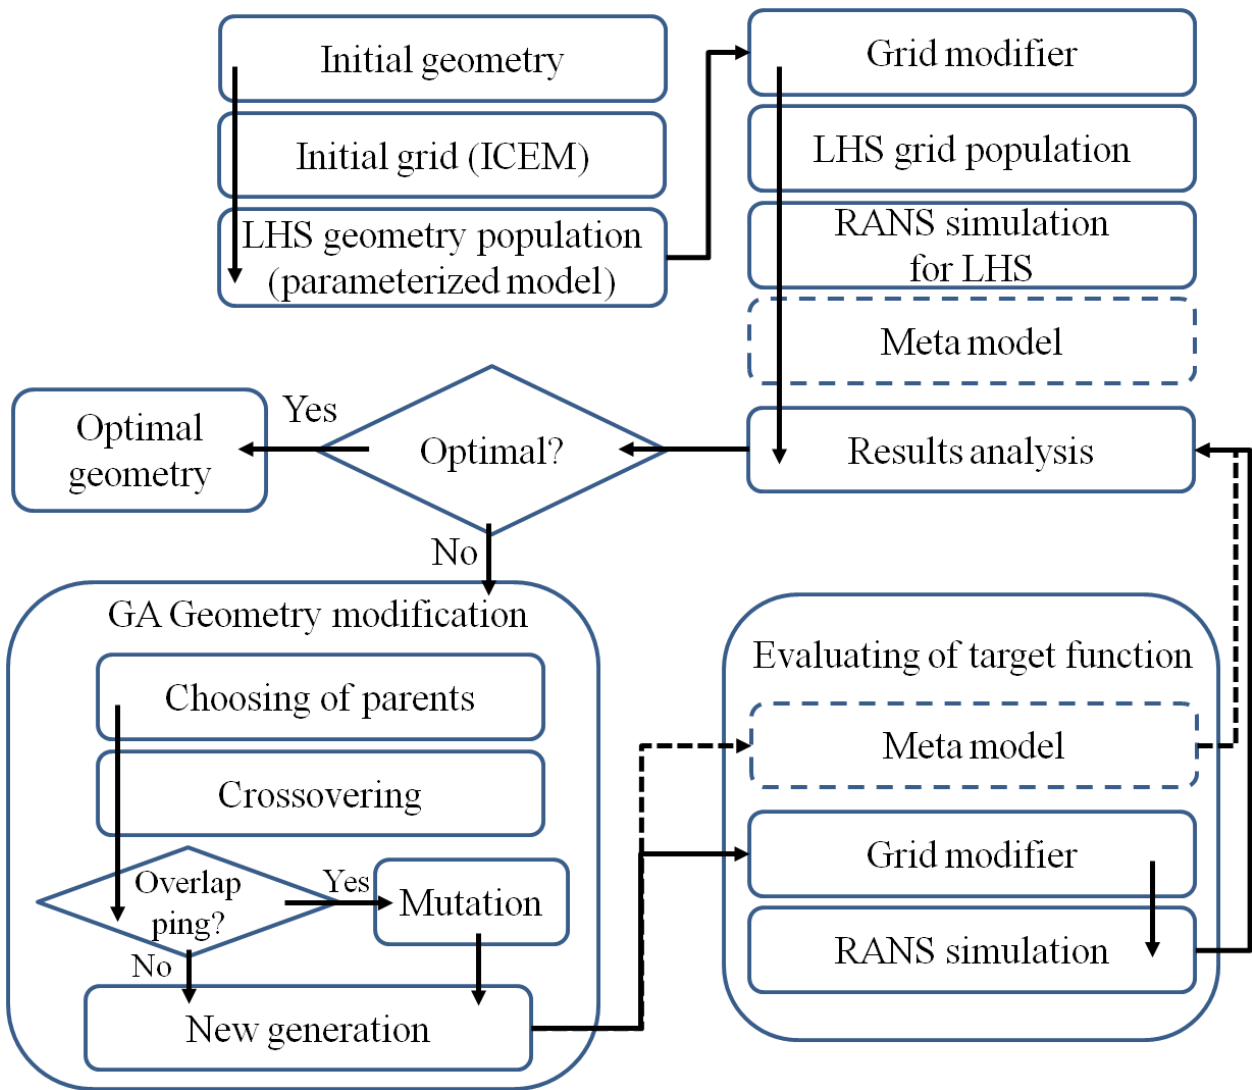 Initial geometry
Initial grid (ICEM)
LHS geometry population
(parameterized model)
Grid modifier
LHS grid population
RANS simulation
for LHS
Meta model
Results analysis
Optimal?
Yes
Optimal
geometry
No
GA Geometry modification
Choosing of parents
Crossovering
Overlap
ping?
Yes
Mutation
No
New generation
Evaluating of target function
Meta model
Grid modifier
RANS simulation